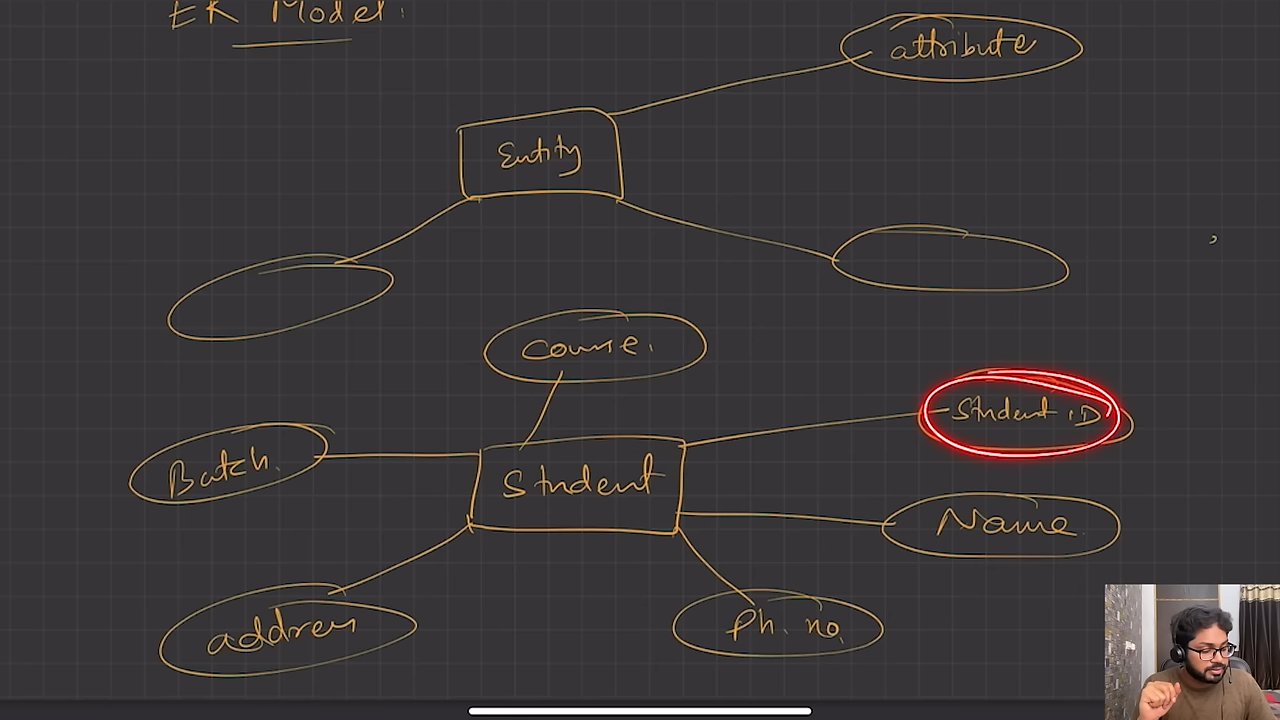 ER Model.
attribute
Entity
Course.
Student ID
Batch.
Student
Name
address
Ph. no.